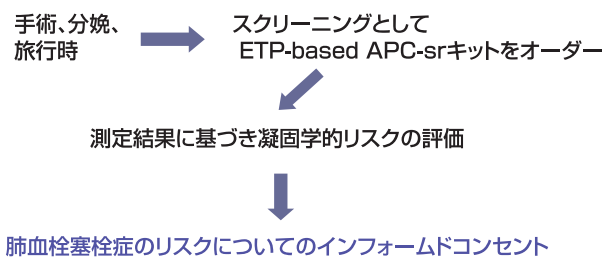 手術、分娩、
旅行時
スクリーニングとして
ETP-based APC-srキットをオーダー
測定結果に基づき凝固学的リスクの評価
肺血栓塞栓症のリスクについてのインフォームドコンセント